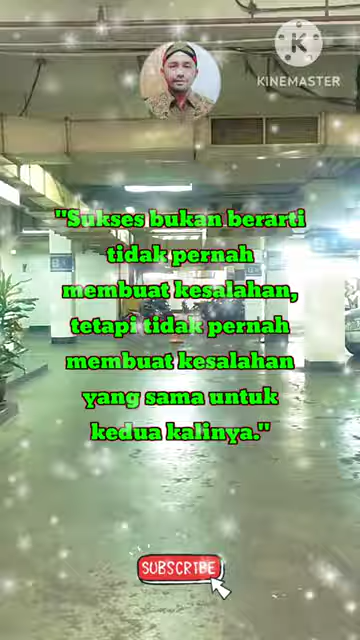 KINEMASTER
"Sukses bukan berarti
tidak pernah
membuat kesalahan,
tetapi tidak pernah
membuat kesalahan
yang sama untuk
kedua kalinya."
SUBSCRIBE